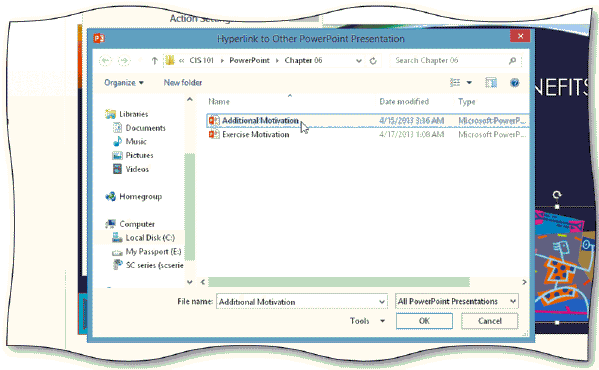 Action Setting
Hyperlink to Other PowerPoint Presentation
CIS 101 ▸ PowerPoint ▸ Chapter 06
Search Chapter 06
Organize
New folder
Name
Date modified
Type
Libraries
Documents
Music
Pictures
Videos
Homegroup
Computer
Local Disk (C:)
My Passport (E:)
SC series (scserie
Additional Motivation 4/15/2013 3:36 AM Microsoft PowerP...
Exercise Motivation 4/17/2013 1:08 AM Microsoft PowerP...
NEFITS
File name: Additional Motivation
All PowerPoint Presentations
Tools
OK
Cancel